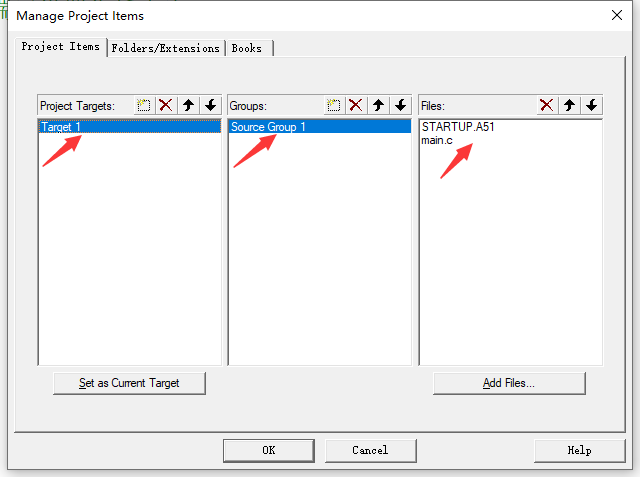 Manage Project Items
Project Items Folders/Extensions Books
Project Targets: Groups: Files:
Target 1 Source Group 1 STARTUP.A51
main.c
Set as Current Target Add Files...
OK Cancel Help